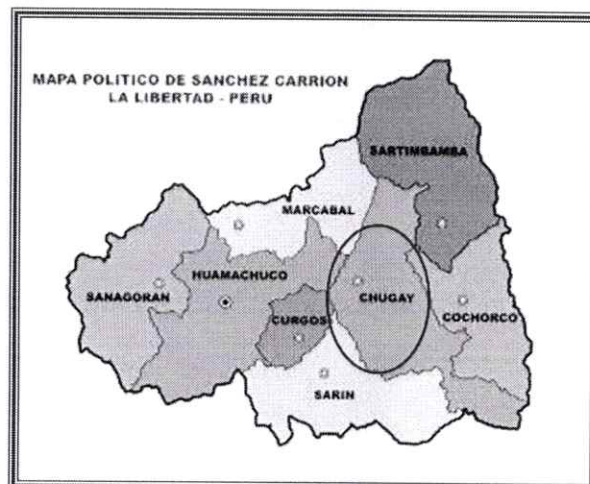 MAPA POLITICO DE SANCHEZ CARRION
LA LIBERTAD - PERU
SARTIMBAMBA
MARCABAL
HUAMACHUCO
SANAGORAN
CHUGAY
COCHORCO
CURGOS
SARIN